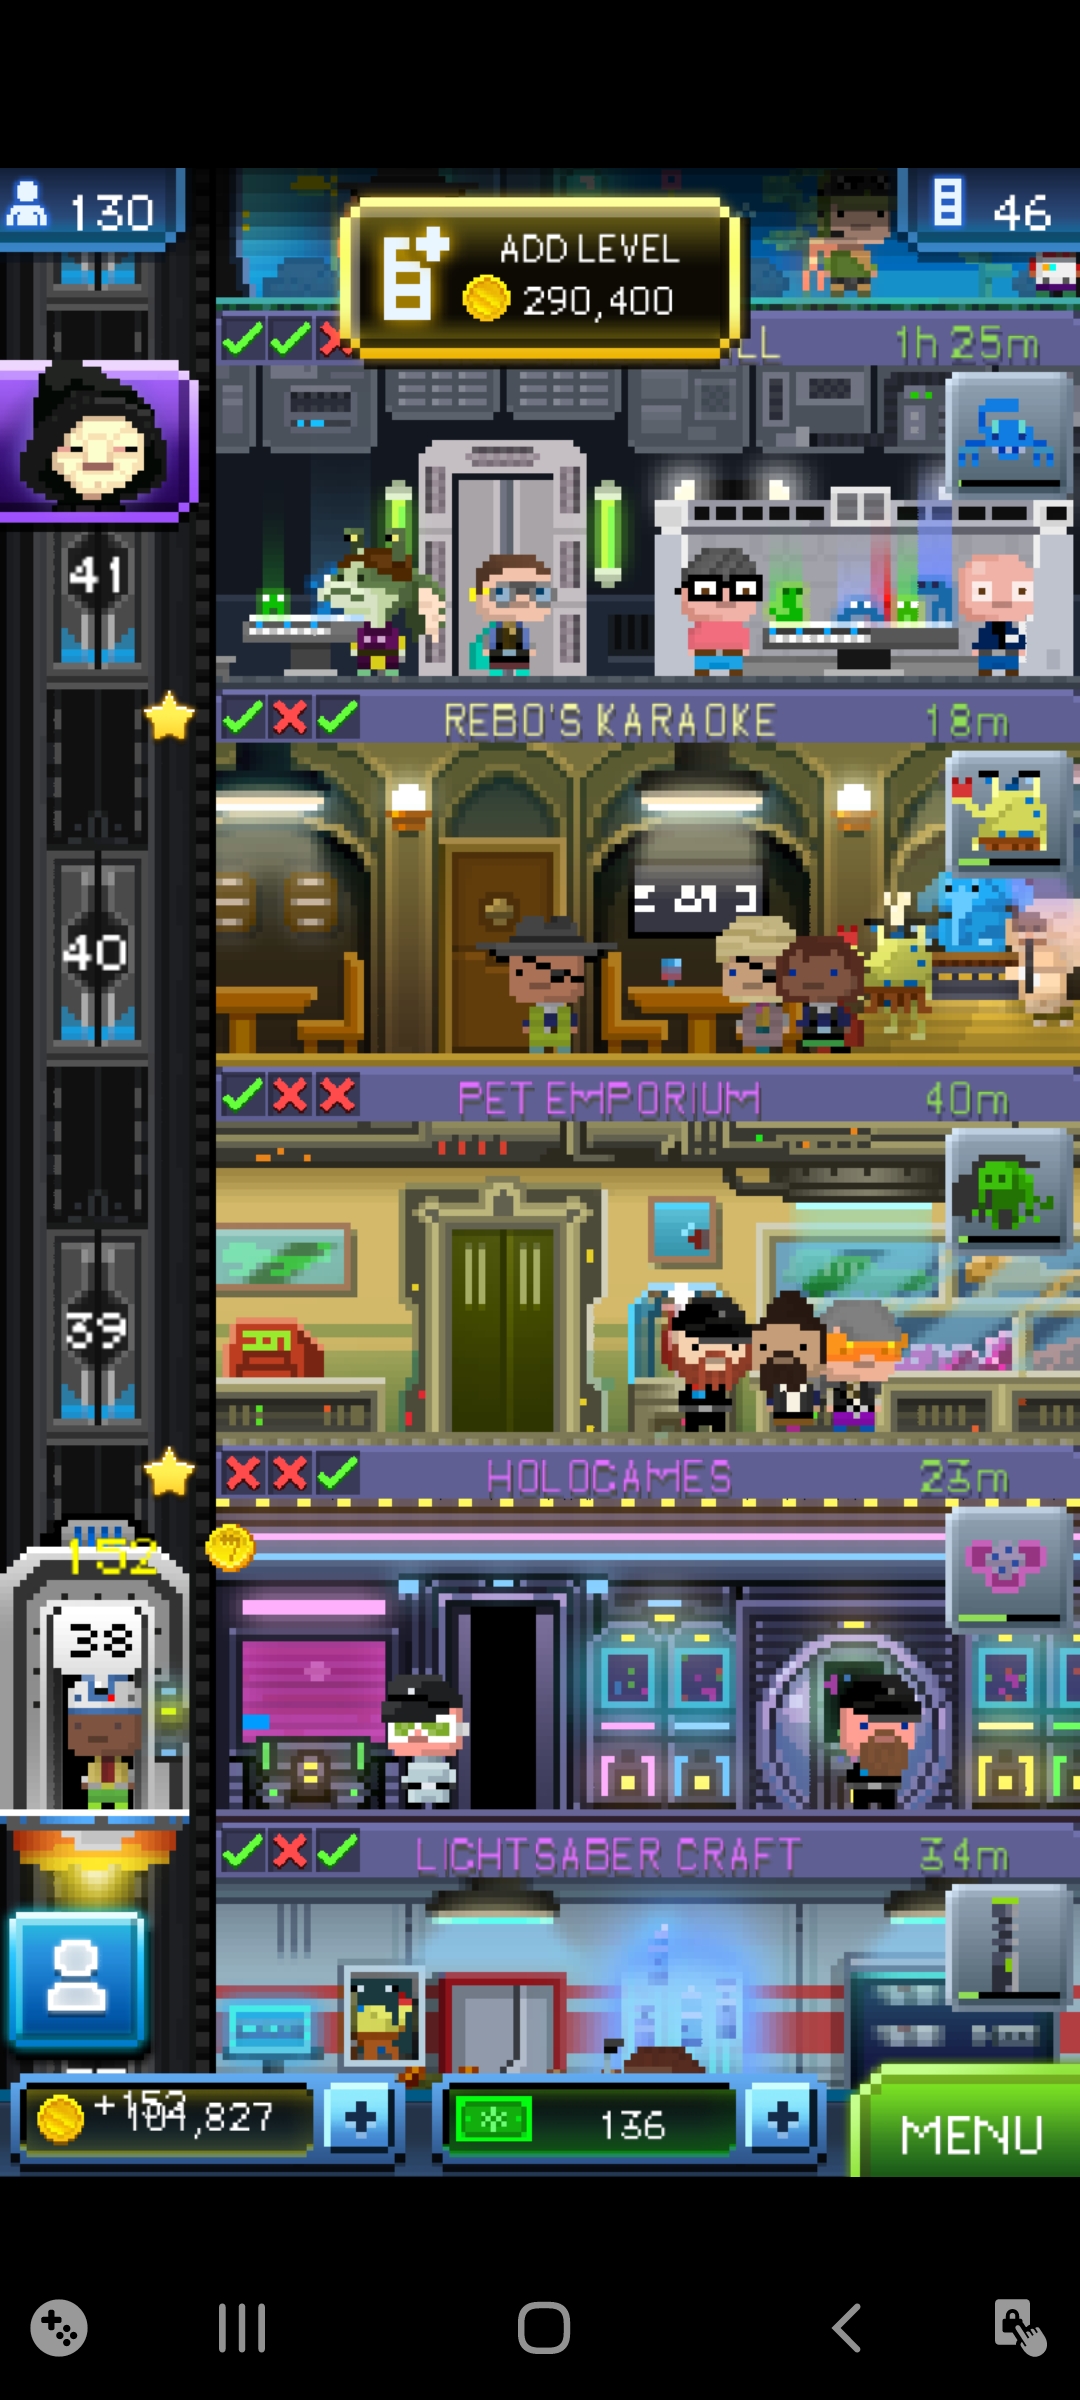 130
ADD LEVEL
290,400
46
LL
1h 25m
41
REBO'S KARAOKE
18m
40
PET EMPORIUM
40m
39
HOLOGAMES
23m
152
38
LIGHTSABER CRAFT
34m
+152
104,827
136
MENU